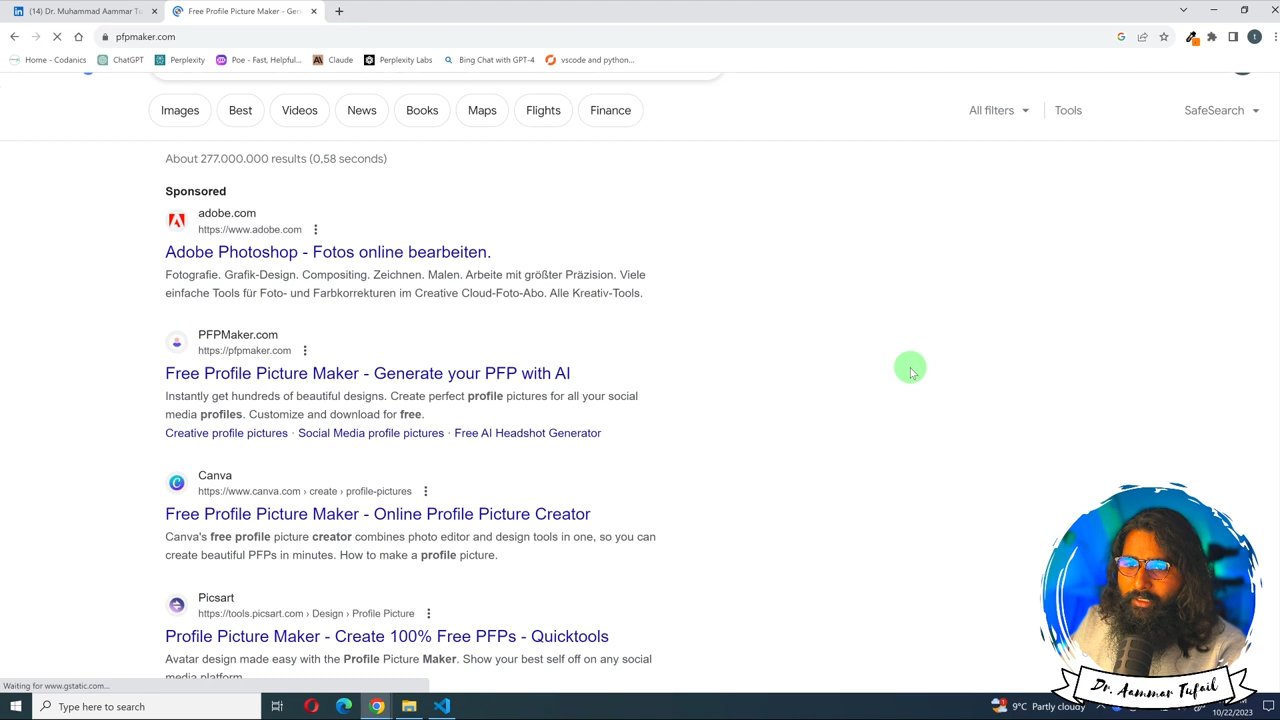 (14) Dr. Muhammad Aammar Tu
Free Profile Picture Maker - Gen
pfpmaker.com
Home - Codanics
ChatGPT
Perplexity
Poe - Fast, Helpful...
Claude
Perplexity Labs
Bing Chat with GPT-4
vscode and python...
Images
Best
Videos
News
Books
Maps
Flights
Finance
All filters
Tools
SafeSearch
About 277.000.000 results (0,58 seconds)
Sponsored
adobe.com
https://www.adobe.com
Adobe Photoshop - Fotos online bearbeiten.
Fotografie. Grafik-Design. Compositing. Zeichnen. Malen. Arbeite mit größter Präzision. Viele
einfache Tools für Foto- und Farbkorrekturen im Creative Cloud-Foto-Abo. Alle Kreativ-Tools.
PFPMaker.com
https://pfpmaker.com
Free Profile Picture Maker - Generate your PFP with AI
Instantly get hundreds of beautiful designs. Create perfect profile pictures for all your social
media profiles. Customize and download for free.
Creative profile pictures · Social Media profile pictures · Free AI Headshot Generator
Canva
https://www.canva.com › create › profile-pictures
Free Profile Picture Maker - Online Profile Picture Creator
Canva's free profile picture creator combines photo editor and design tools in one, so you can
create beautiful PFPs in minutes. How to make a profile picture.
Picsart
https://tools.picsart.com › Design › Profile Picture
Profile Picture Maker - Create 100% Free PFPs - Quicktools
Avatar design made easy with the Profile Picture Maker. Show your best self off on any social
media platform.
Waiting for www.gstatic.com...
Type here to search
9°C Partly cloudy
10/22/2023
Dr. Aammar Tufail